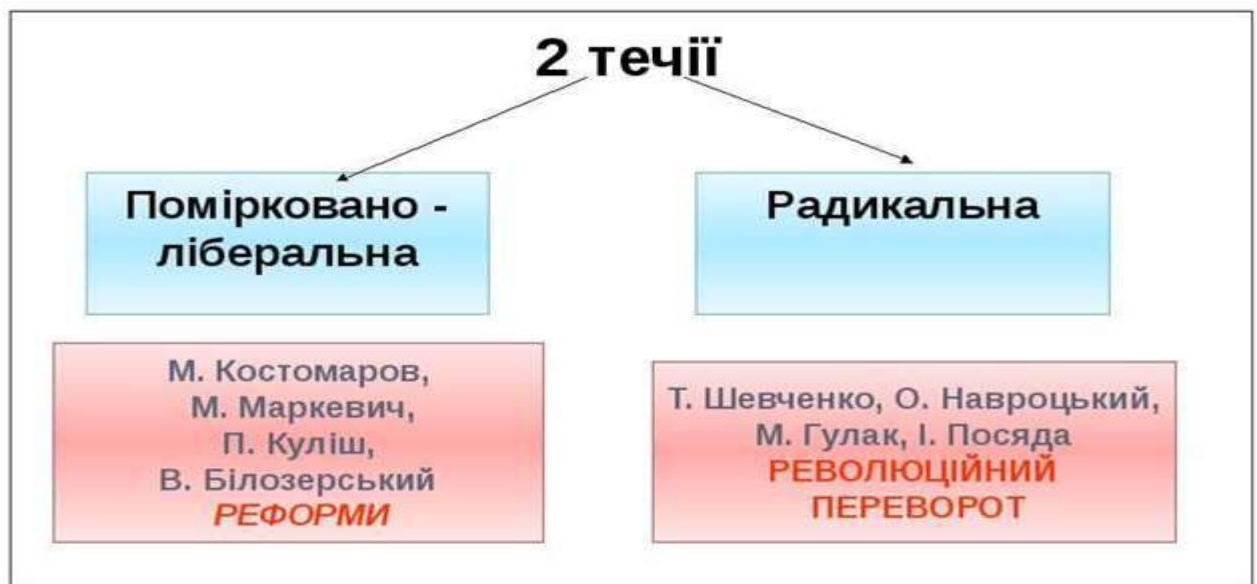 2 течії
Помірковано -
ліберальна
Радикальна
М. Костомаров,
М. Маркевич,
П. Куліш,
В. Білозерський
РЕФОРМИ
Т. Шевченко, О. Навроцький,
М. Гулак, І. Посяда
РЕВОЛЮЦІЙНИЙ
ПЕРЕВОРОТ